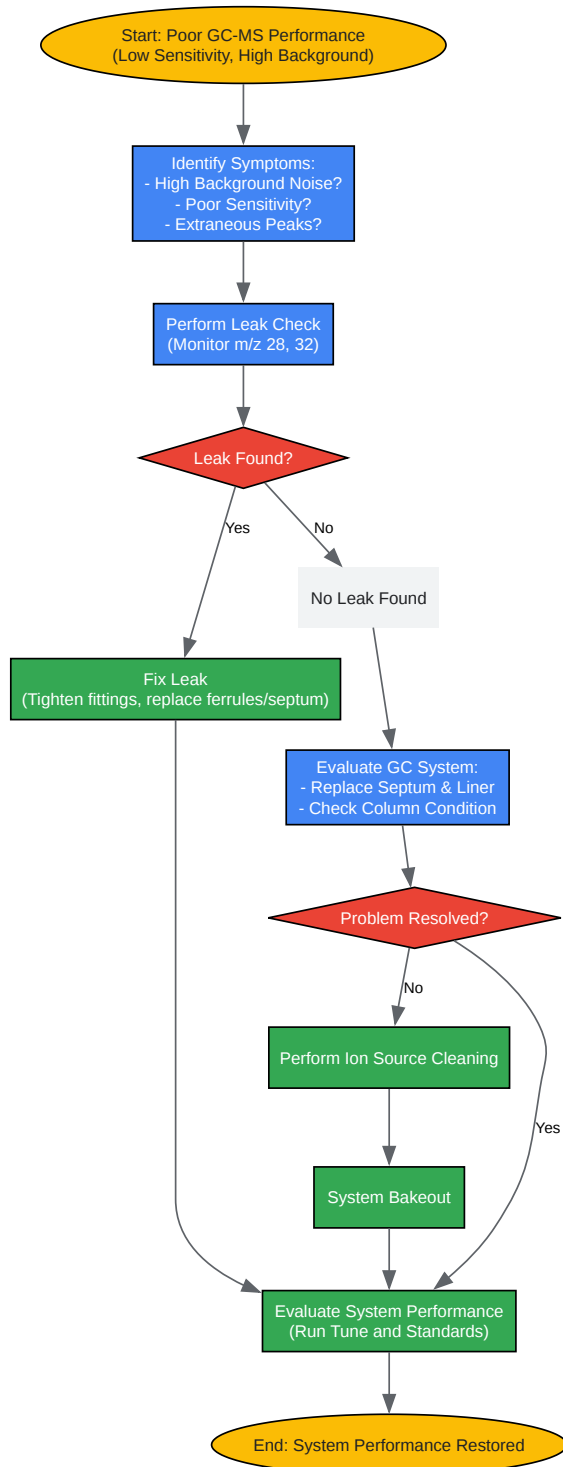 Start: Poor GC-MS Performance
(Low Sensitivity, High Background)
Identify Symptoms:
- High Background Noise?
- Poor Sensitivity?
- Extraneous Peaks?
Perform Leak Check
(Monitor m/z 28, 32)
Leak Found?
Yes
No
No Leak Found
Fix Leak
(Tighten fittings, replace ferrules/septum)
Evaluate GC System:
- Replace Septum & Liner
- Check Column Condition
Problem Resolved?
No
Perform Ion Source Cleaning
Yes
System Bakeout
Evaluate System Performance
(Run Tune and Standards)
End: System Performance Restored